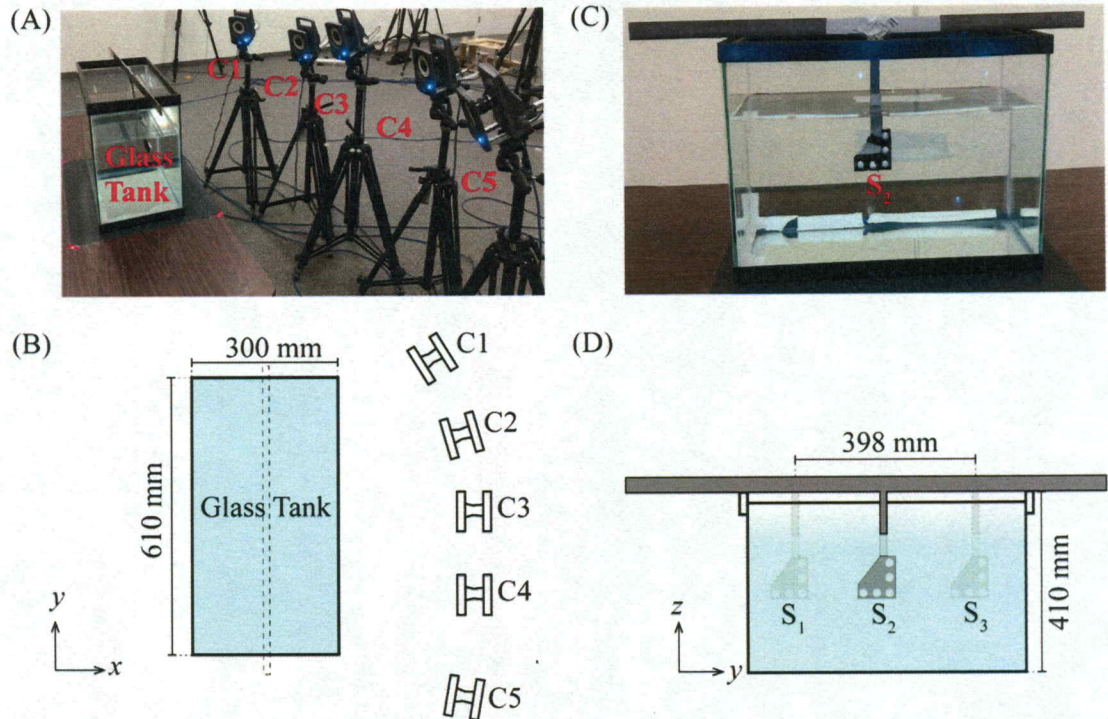 (A)
C1
C2
C3
C4
C5
Glass
Tank
(B)
300 mm
610 mm
Glass Tank
y
x
C1
C2
C3
C4
C5
(C)
S₂
(D)
398 mm
410 mm
S₁
S₂
S₃
z
y